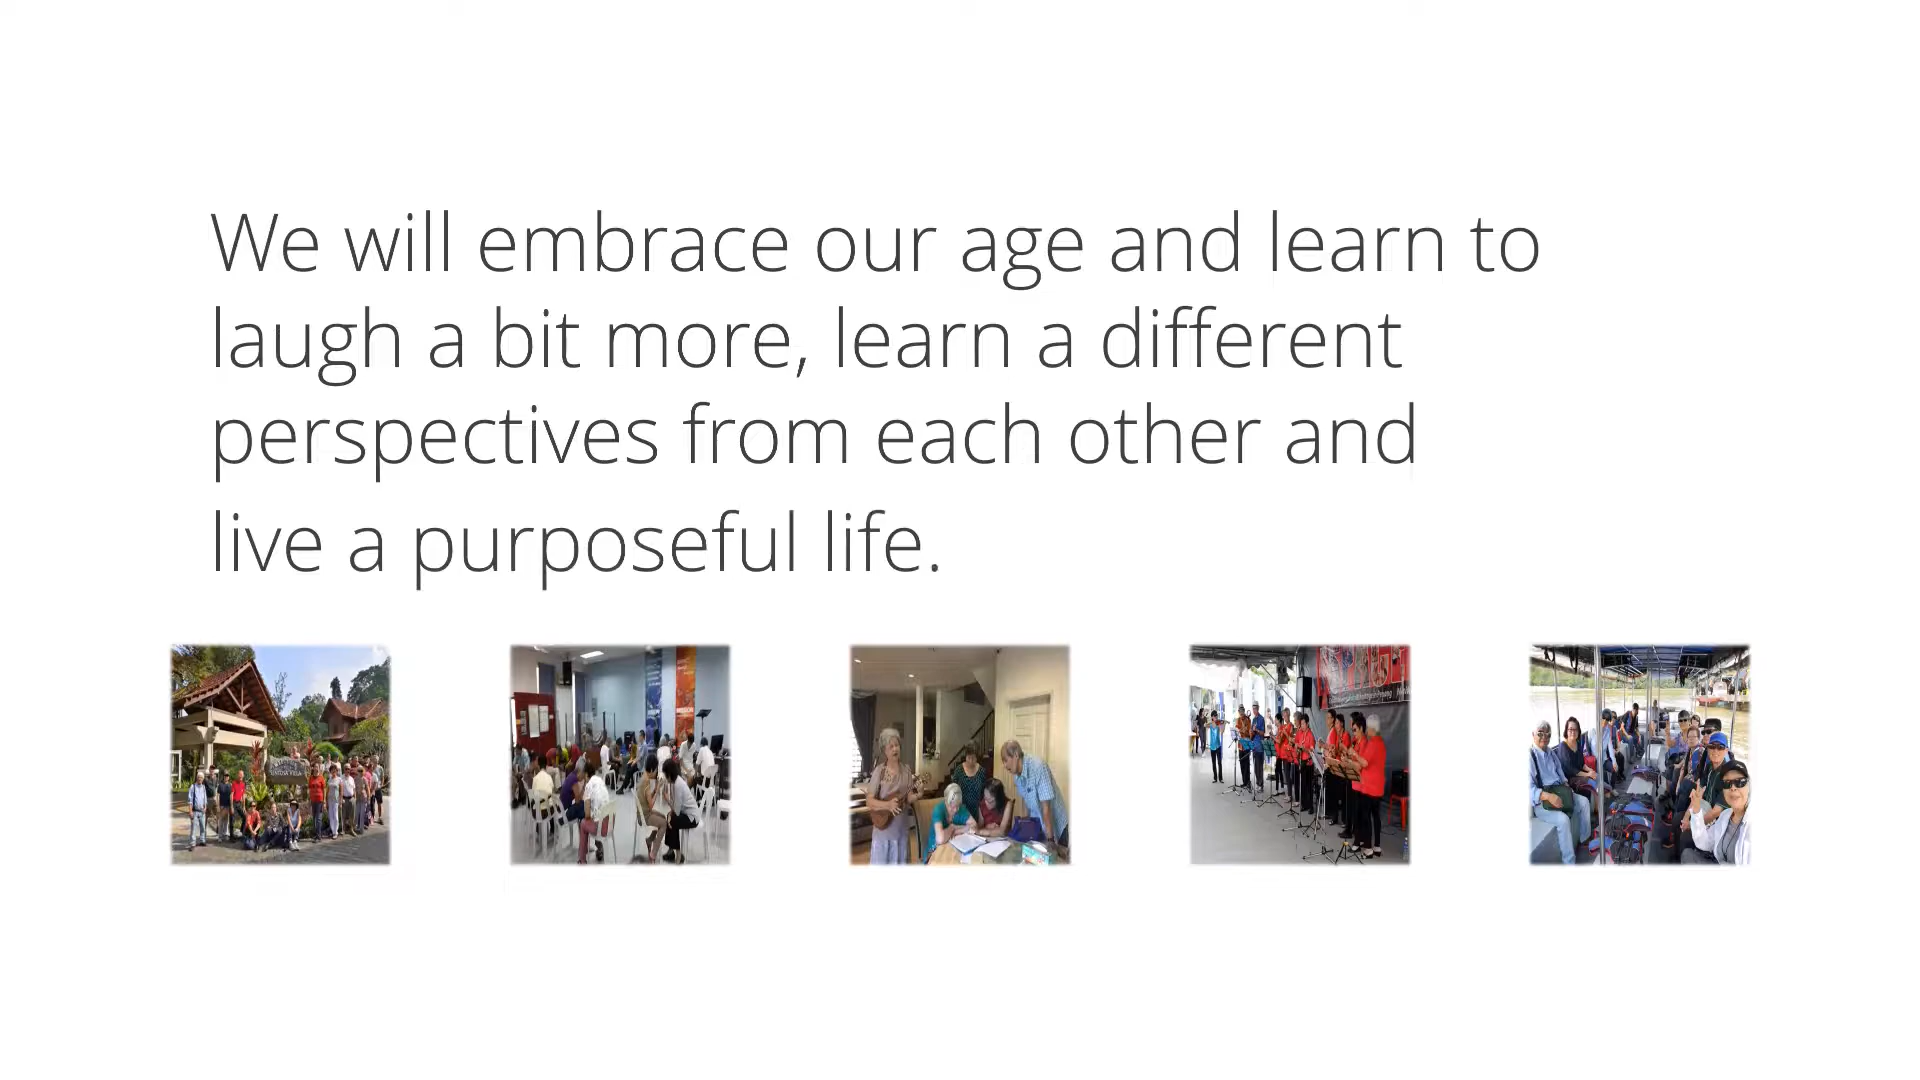 We will embrace our age and learn to
laugh a bit more, learn a different
perspectives from each other and
live a purposeful life.